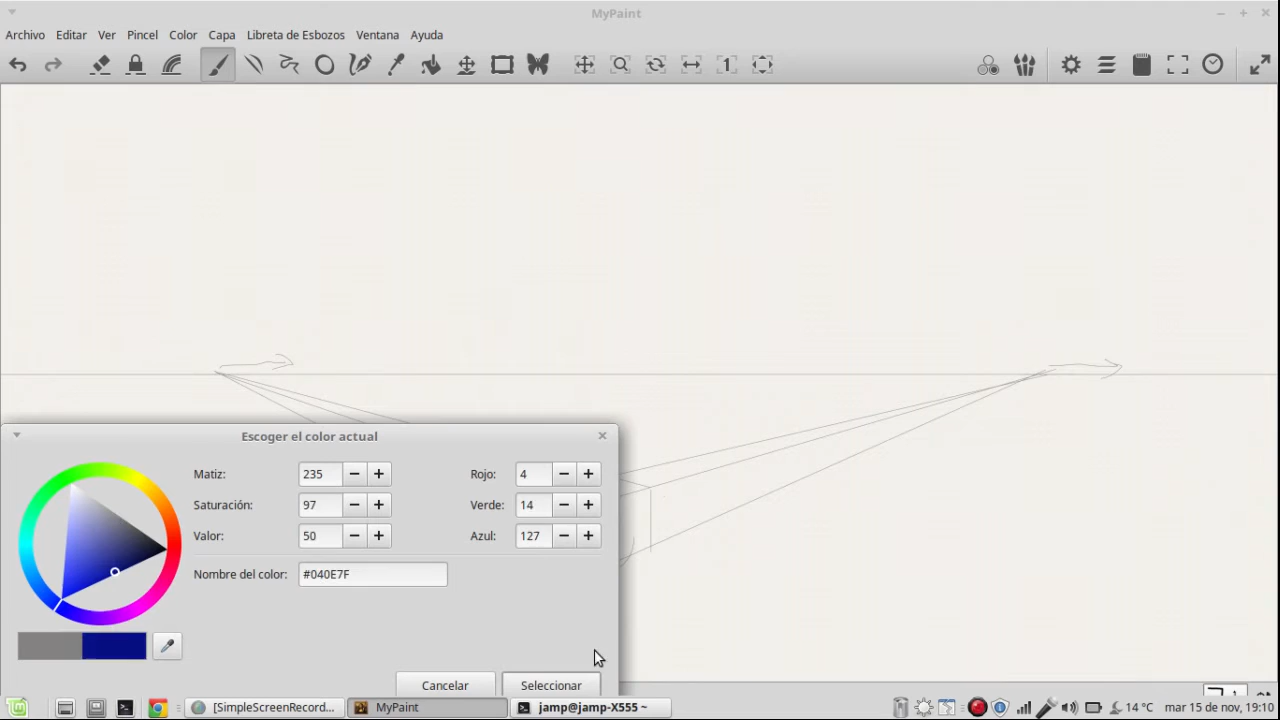 MyPaint
Archivo Editar Ver Pincel Color Capa Libreta de Esbozos Ventana Ayuda
1
Escoger el color actual
Matiz: 235 Rojo: 4
Saturación: 97 Verde: 14
Valor: 50 Azul: 127
Nombre del color: #040E7F
Cancelar Seleccionar
[SimpleScreenRecord... MyPaint jamp@jamp-X555 ~ 14 °C mar 15 de nov, 19:10